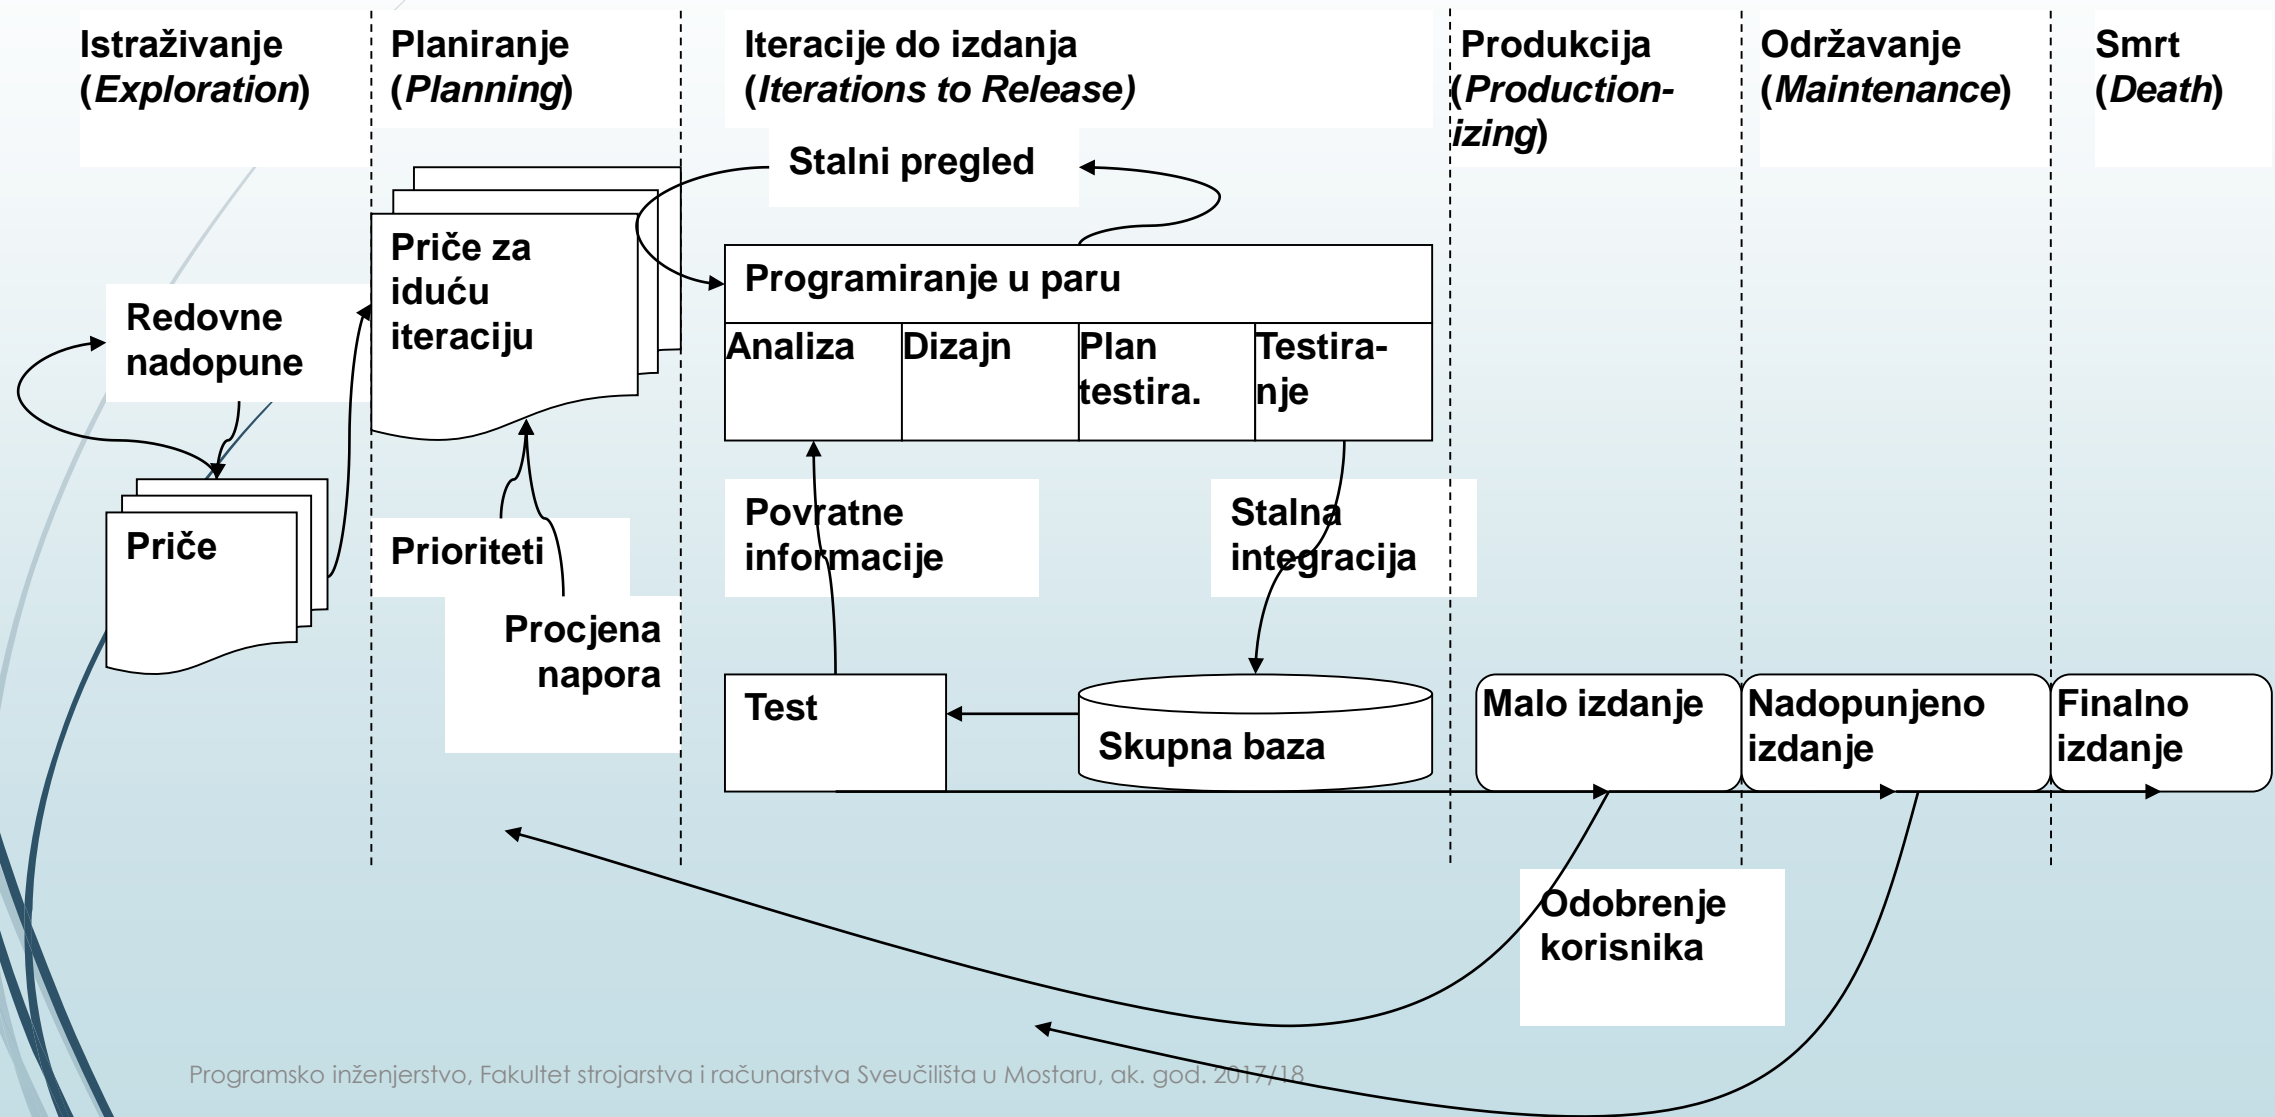 Istraživanje
(Exploration)
Planiranje
(Planning)
Iteracije do izdanja
(Iterations to Release)
Produkcija
(Production-
izing)
Održavanje
(Maintenance)
Smrt
(Death)
Stalni pregled
Redovne
nadopune
Priče za
iduću
iteraciju
Programiranje u paru
Analiza
Dizajn
Plan
testira.
Testira-
nje
Priče
Prioriteti
Procjena
napora
Povratne
informacije
Stalna
integracija
Test
Skupna baza
Malo izdanje
Nadopunjeno
izdanje
Finalno
izdanje
Odobrenje
korisnika
Programsko inženjerstvo, Fakultet strojarstva i računarstva Sveučilišta u Mostaru, ak. god. 2017/18